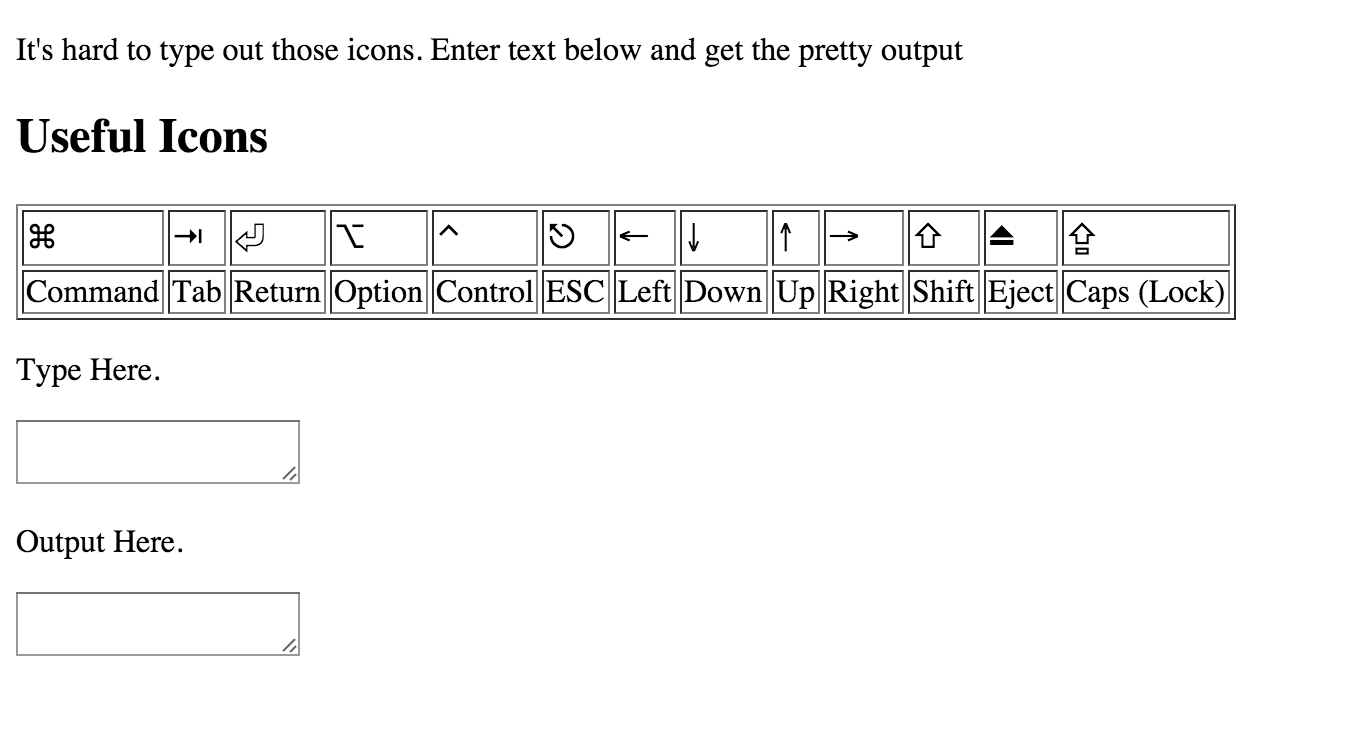 It's hard to type out those icons. Enter text below and get the pretty output
Useful Icons
⌘ ⇥ ⏎ ⌥ ⌃ ⎋ ← ↓ ↑ → ⇧ ⏏ ⇪
Command Tab Return Option Control ESC Left Down Up Right Shift Eject Caps (Lock)
Type Here.
Output Here.